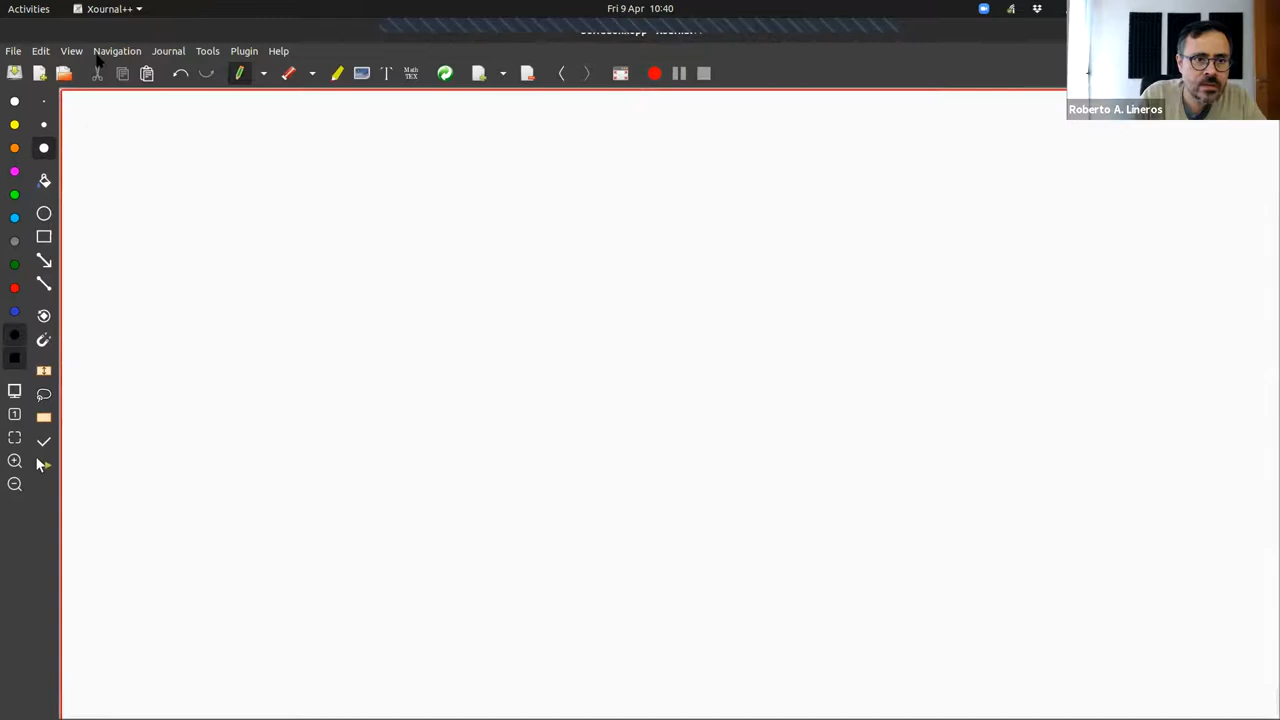 Activities Xournal++ Fri 9 Apr 10:40
File Edit View Navigation Journal Tools Plugin Help
T Math TEX
Roberto A. Lineros
1